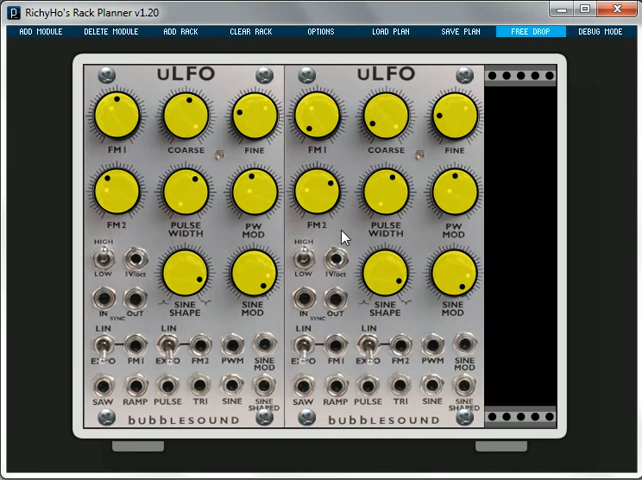 RichyHo's Rack Planner v1.20
ADD MODULE DELETE MODULE ADD RACK CLEAR RACK OPTIONS LOAD PLAN SAVE PLAN FREE DROP DEBUG MODE
uLFO uLFO
FM1 COARSE FINE FM1 COARSE FINE
FM2 PULSE WIDTH PW MOD FM2 PULSE WIDTH PW MOD
HIGH HIGH
LOW 1V/oct LOW 1V/oct
IN SYNC OUT SINE SHAPE SINE MOD IN SYNC OUT SINE SHAPE SINE MOD
LIN LIN LIN LIN
EXPO FM1 EXPO FM2 PWM SINE MOD EXPO FM1 EXPO FM2 PWM SINE MOD
SAW RAMP PULSE TRI SINE SINE SHAPED SAW RAMP PULSE TRI SINE SINE SHAPED
bubbLESOUND bubbLESOUND